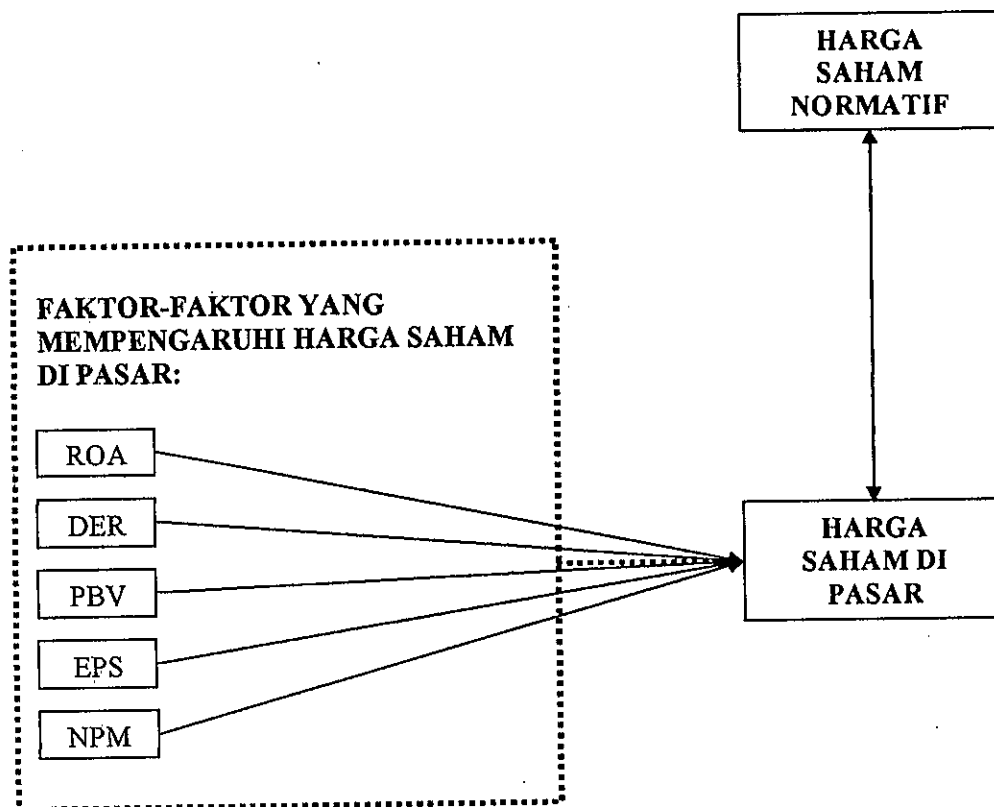 HARGA
SAHAM
NORMATIF
FAKTOR-FAKTOR YANG
MEMPENGARUHI HARGA SAHAM
DI PASAR:
ROA
DER
PBV
EPS
NPM
HARGA
SAHAM DI
PASAR